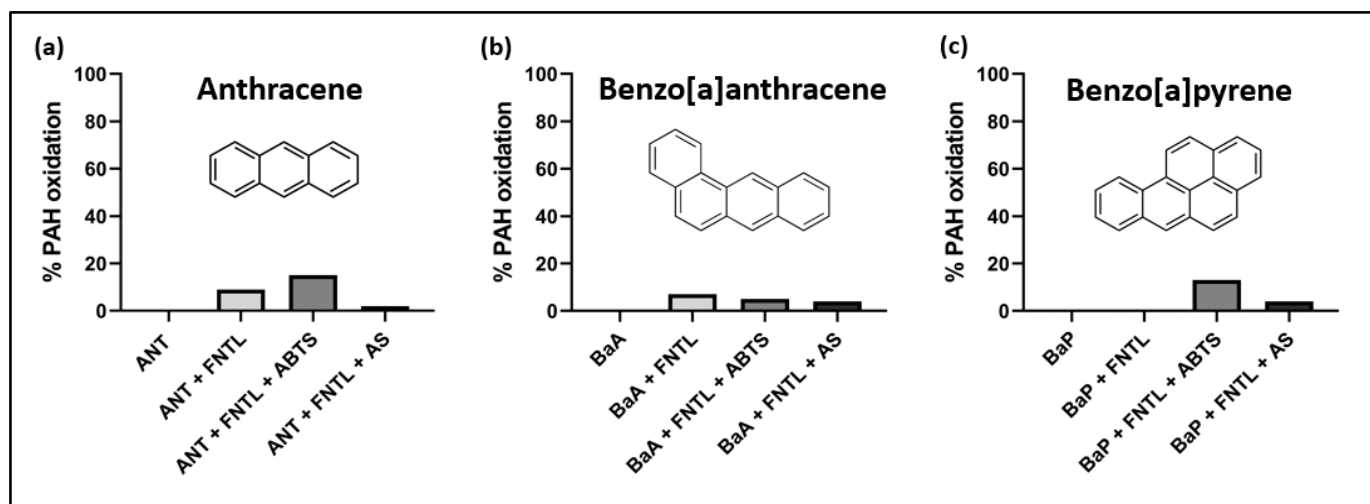 (a)
Anthracene
% PAH oxidation
100
80
60
40
20
0
ANT
ANT + FNTL
ANT + FNTL + ABTS
ANT + FNTL + AS
(b)
Benzo[a]anthracene
% PAH oxidation
100
80
60
40
20
0
BaA
BaA + FNTL
BaA + FNTL + ABTS
BaA + FNTL + AS
(c)
Benzo[a]pyrene
% PAH oxidation
100
80
60
40
20
0
BaP
BaP + FNTL
BaP + FNTL + ABTS
BaP + FNTL + AS